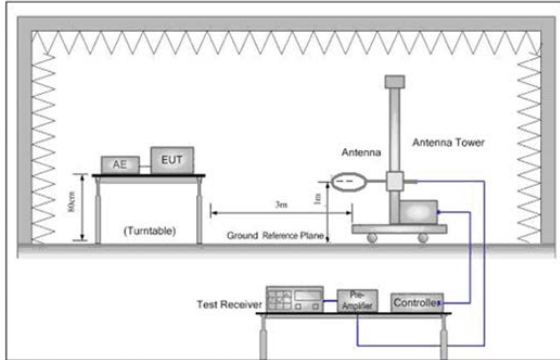 AE
EUT
Antenna
Antenna Tower
80cm
3m
1m
(Turntable)
Ground Reference Plane
Test Receiver
Pre-
Amplifier
Controller